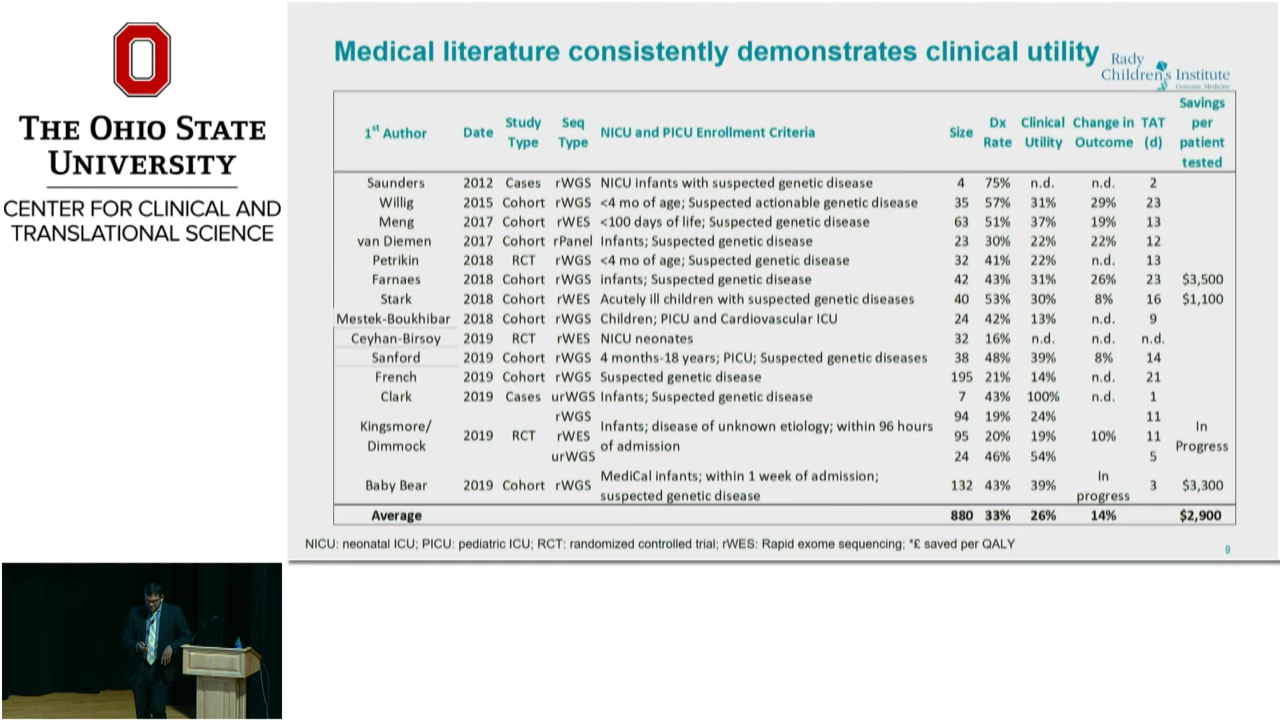 THE OHIO STATE
UNIVERSITY
CENTER FOR CLINICAL AND
TRANSLATIONAL SCIENCE
Medical literature consistently demonstrates clinical utility
Rady
Children's Institute
Genomic Medicine
1st Author Date Study Type Seq Type NICU and PICU Enrollment Criteria Size Dx Rate Clinical Utility Change in Outcome TAT (d) Savings per patient tested
Saunders 2012 Cases rWGS NICU infants with suspected genetic disease 4 75% n.d. n.d. 2
Willig 2015 Cohort rWGS <4 mo of age; Suspected actionable genetic disease 35 57% 31% 29% 23
Meng 2017 Cohort rWES <100 days of life; Suspected genetic disease 63 51% 37% 19% 13
van Diemen 2017 Cohort rPanel Infants; Suspected genetic disease 23 30% 22% 22% 12
Petrikin 2018 RCT rWGS <4 mo of age; Suspected genetic disease 32 41% 22% n.d. 13
Farnaes 2018 Cohort rWGS infants; Suspected genetic disease 42 43% 31% 26% 23 $3,500
Stark 2018 Cohort rWES Acutely ill children with suspected genetic diseases 40 53% 30% 8% 16 $1,100
Mestek-Boukhibar 2018 Cohort rWGS Children; PICU and Cardiovascular ICU 24 42% 13% n.d. 9
Ceyhan-Birsoy 2019 RCT rWES NICU neonates 32 16% n.d. n.d. n.d.
Sanford 2019 Cohort rWGS 4 months-18 years; PICU; Suspected genetic diseases 38 48% 39% 8% 14
French 2019 Cohort rWGS Suspected genetic disease 195 21% 14% n.d. 21
Clark 2019 Cases urWGS Infants; Suspected genetic disease 7 43% 100% n.d. 1
rWGS 94 19% 24% 11
Kingsmore/ Dimmock 2019 RCT rWES Infants; disease of unknown etiology; within 96 hours of admission 95 20% 19% 10% 11 In Progress
urWGS 24 46% 54% 5
Baby Bear 2019 Cohort rWGS MediCal infants; within 1 week of admission; suspected genetic disease 132 43% 39% In progress 3 $3,300
Average 880 33% 26% 14% $2,900
NICU: neonatal ICU; PICU: pediatric ICU; RCT: randomized controlled trial; rWES: Rapid exome sequencing; *£ saved per QALY
9